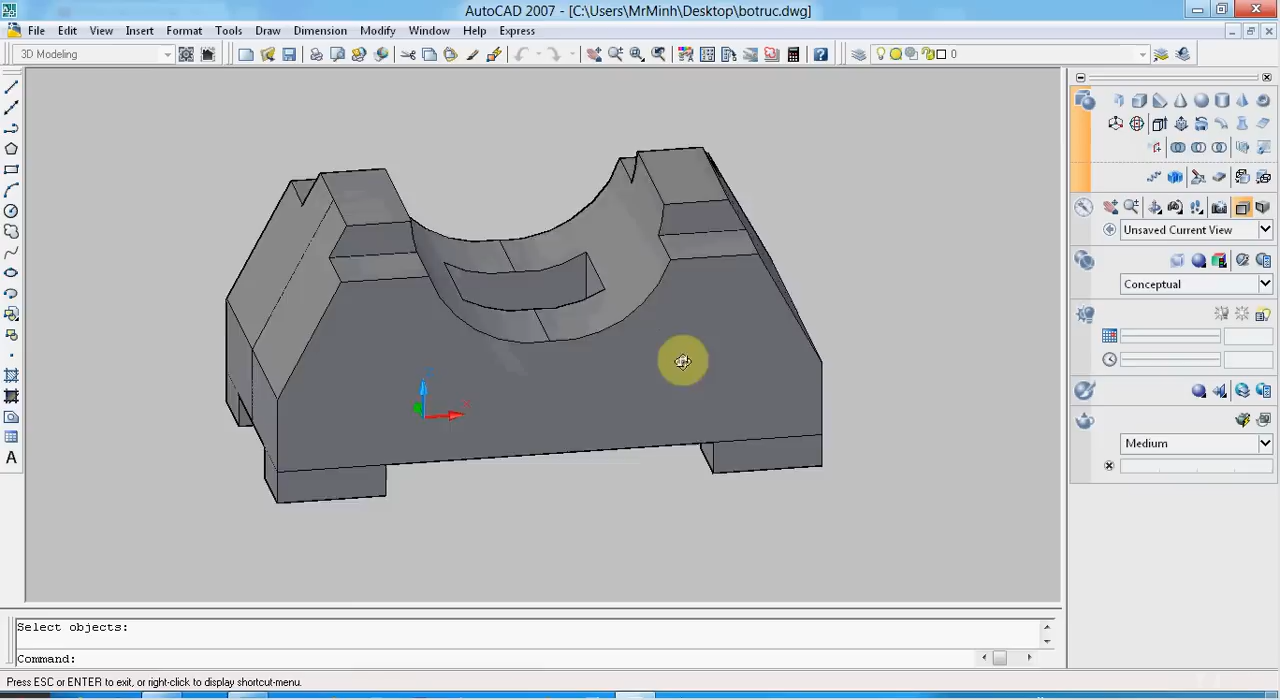 AutoCAD 2007 - [C:\Users\MrMinh\Desktop\botruc.dwg]
File Edit View Insert Format Tools Draw Dimension Modify Window Help Express
3D Modeling
0
Unsaved Current View
Conceptual
X
Medium
A
Select objects:
Command:
Press ESC or ENTER to exit, or right-click to display shortcut-menu.